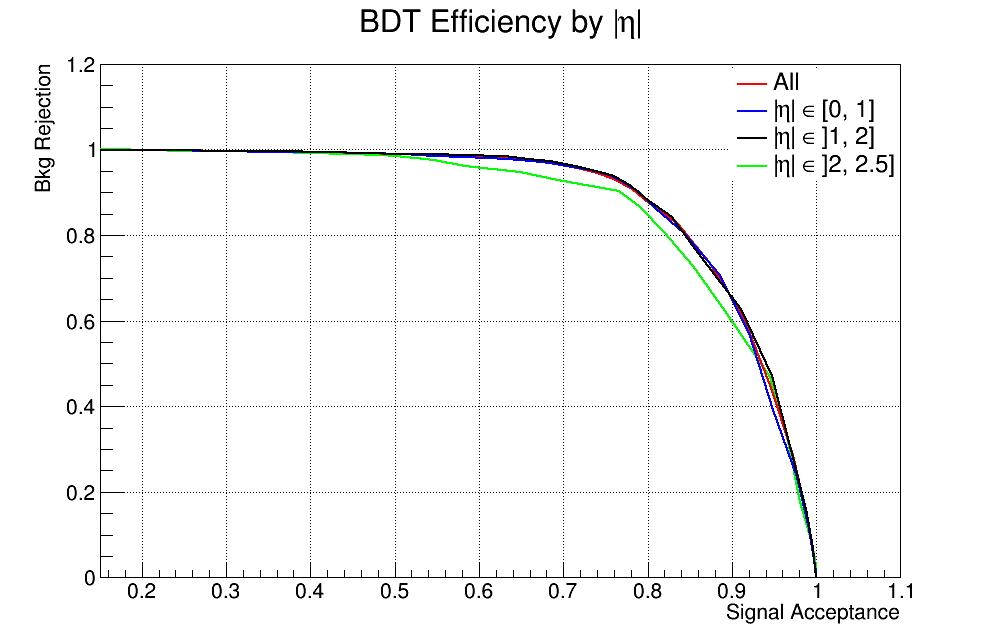 BDT Efficiency by |η|
Bkg Rejection
1.2
1
0.8
0.6
0.4
0.2
0
All
|η| ∈ [0, 1]
|η| ∈ ]1, 2]
|η| ∈ ]2, 2.5]
0.2 0.3 0.4 0.5 0.6 0.7 0.8 0.9 1 1.1
Signal Acceptance